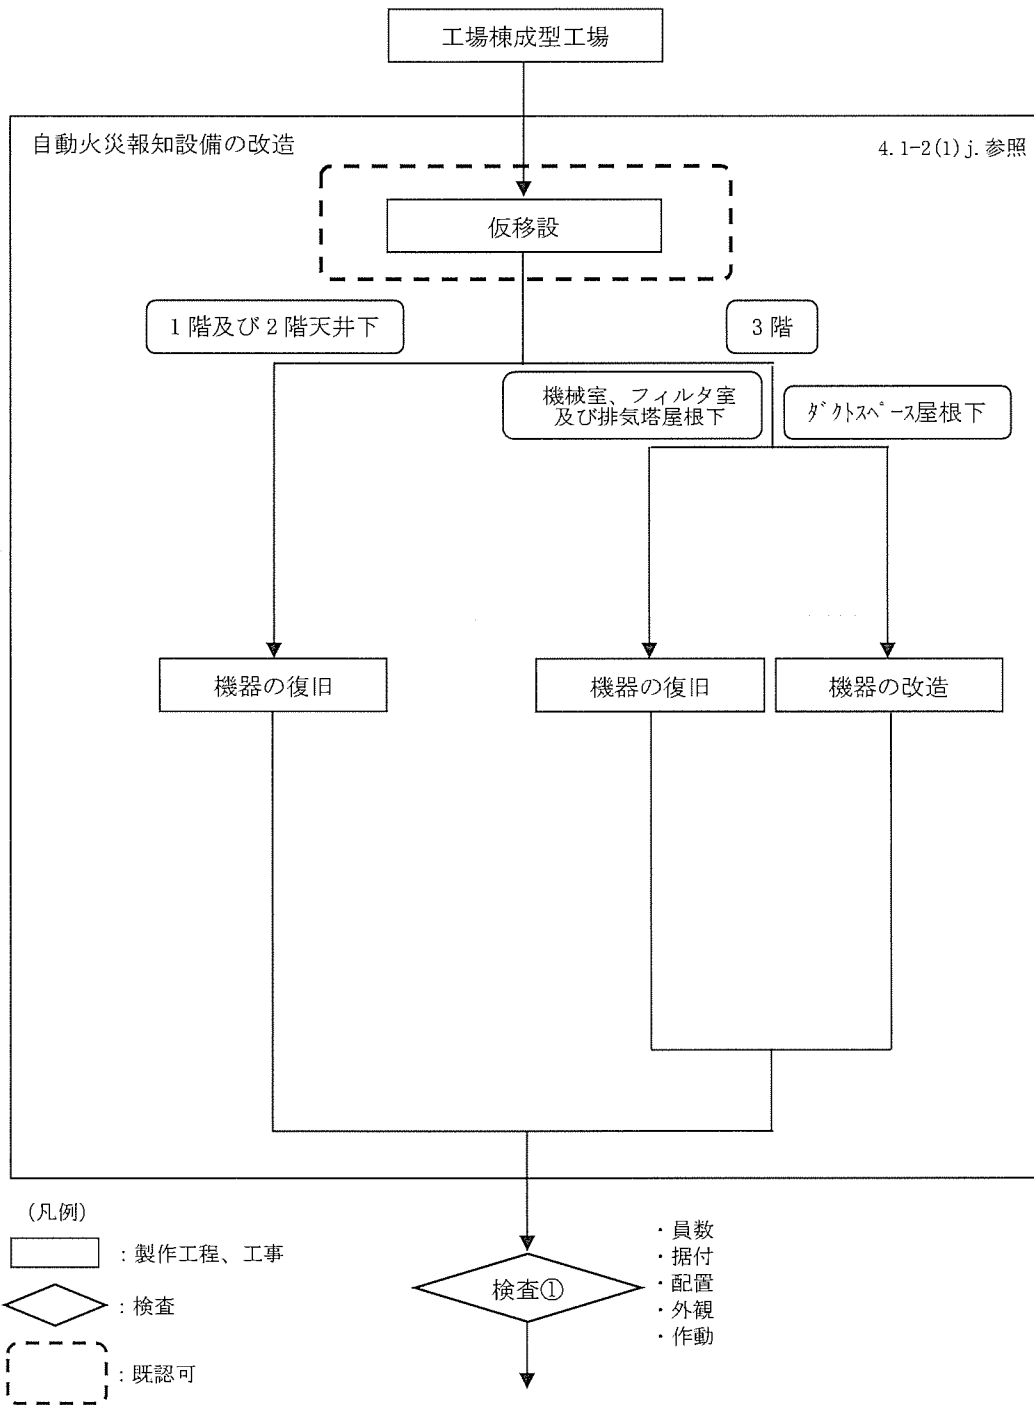 工場棟成型工場
自動火災報知設備の改造
4.1-2(1)j.参照
仮移設
1階及び2階天井下
3階
機械室、フィルタ室
及び排気塔屋根下
ﾀﾞｸﾄｽﾍﾟｰｽ屋根下
機器の復旧
機器の復旧
機器の改造
(凡例)
:製作工程、工事
:検査
:既認可
検査①
・員数
・据付
・配置
・外観
・作動